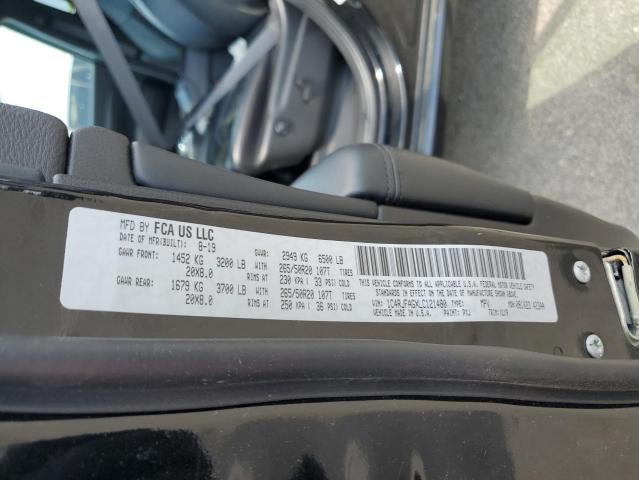 MFD BY FCA US LLC
DATE OF MFR(BUILT): 8-19 GVWR: 2949 KG 6500 LB
GAWR FRONT: 1452 KG 3200 LB WITH 265/50R20 107T TIRES
20X8.0 RIMS AT 230 KPA ( 33 PSI) COLD
GAWR REAR: 1679 KG 3700 LB WITH 265/50R20 107T TIRES
20X8.0 RIMS AT 250 KPA ( 36 PSI) COLD
THIS VEHICLE CONFORMS TO ALL U.S.A. FEDERAL MOTOR VEHICLE SAFETY
STANDARDS IN EFFECT ON THE DATE OF MFR SHOWN ABOVE.
VIN: TYPE: MPV MDH:
VEHICLE MADE IN U.S.A. PAINT: PXJ TRIM: